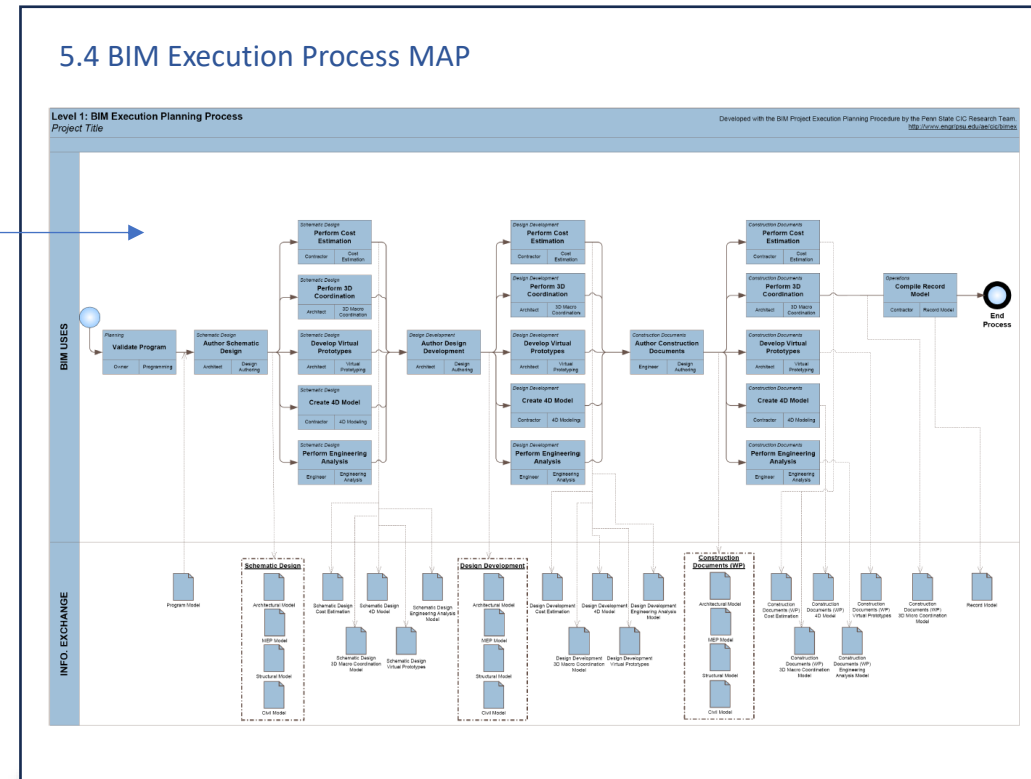 5.4 BIM Execution Process MAP
Level 1: BIM Execution Planning Process
Project Title
Developed with the BIM Project Execution Planning Procedure by the Penn State CIC Research Team.
http://www.engr.psu.edu/ae/cic/bimex
BIM USES
Planning
Validate Program
Owner
Programming
Schematic Design
Author Schematic
Design
Architect
Design
Authoring
Schematic Design
Perform Cost
Estimation
Contractor
Cost
Estimation
Schematic Design
Perform 3D
Coordination
Architect
3D Macro
Coordination
Schematic Design
Develop Virtual
Prototypes
Architect
Virtual
Prototyping
Schematic Design
Create 4D Model
Contractor
4D Modeling
Schematic Design
Perform Engineering
Analysis
Engineer
Engineering
Analysis
Design Development
Author Design
Development
Architect
Design
Authoring
Design Development
Perform Cost
Estimation
Contractor
Cost
Estimation
Design Development
Perform 3D
Coordination
Architect
3D Macro
Coordination
Design Development
Develop Virtual
Prototypes
Architect
Virtual
Prototyping
Design Development
Create 4D Model
Contractor
4D Modeling
Design Development
Perform Engineering
Analysis
Engineer
Engineering
Analysis
Construction Documents
Author Construction
Documents
Engineer
Design
Authoring
Construction Documents
Perform Cost
Estimation
Contractor
Cost
Estimation
Construction Documents
Perform 3D
Coordination
Architect
3D Macro
Coordination
Construction Documents
Develop Virtual
Prototypes
Architect
Virtual
Prototyping
Construction Documents
Create 4D Model
Contractor
4D Modeling
Construction Documents
Perform Engineering
Analysis
Engineer
Engineering
Analysis
Operations
Compile Record
Model
Contractor
Record Model
End
Process
INFO. EXCHANGE
Program Model
Schematic Design
Architectural Model
MEP Model
Structural Model
Civil Model
Schematic Design
Cost Estimation
Schematic Design
4D Model
Schematic Design
Engineering Analysis
Model
Schematic Design
3D Macro Coordination
Model
Schematic Design
Virtual Prototypes
Design Development
Architectural Model
MEP Model
Structural Model
Civil Model
Design Development
Cost Estimation
Design Development
4D Model
Design Development
Engineering Analysis
Model
Design Development
3D Macro Coordination
Model
Design Development
Virtual Prototypes
Construction
Documents (WP)
Architectural Model
MEP Model
Structural Model
Civil Model
Construction
Documents (WP)
Cost Estimation
Construction
Documents (WP)
4D Model
Construction
Documents (WP)
Virtual Prototypes
Construction
Documents (WP)
3D Macro Coordination
Model
Construction
Documents (WP)
3D Macro Coordination
Model
Construction
Documents (WP)
Engineering
Analysis Model
Record Model